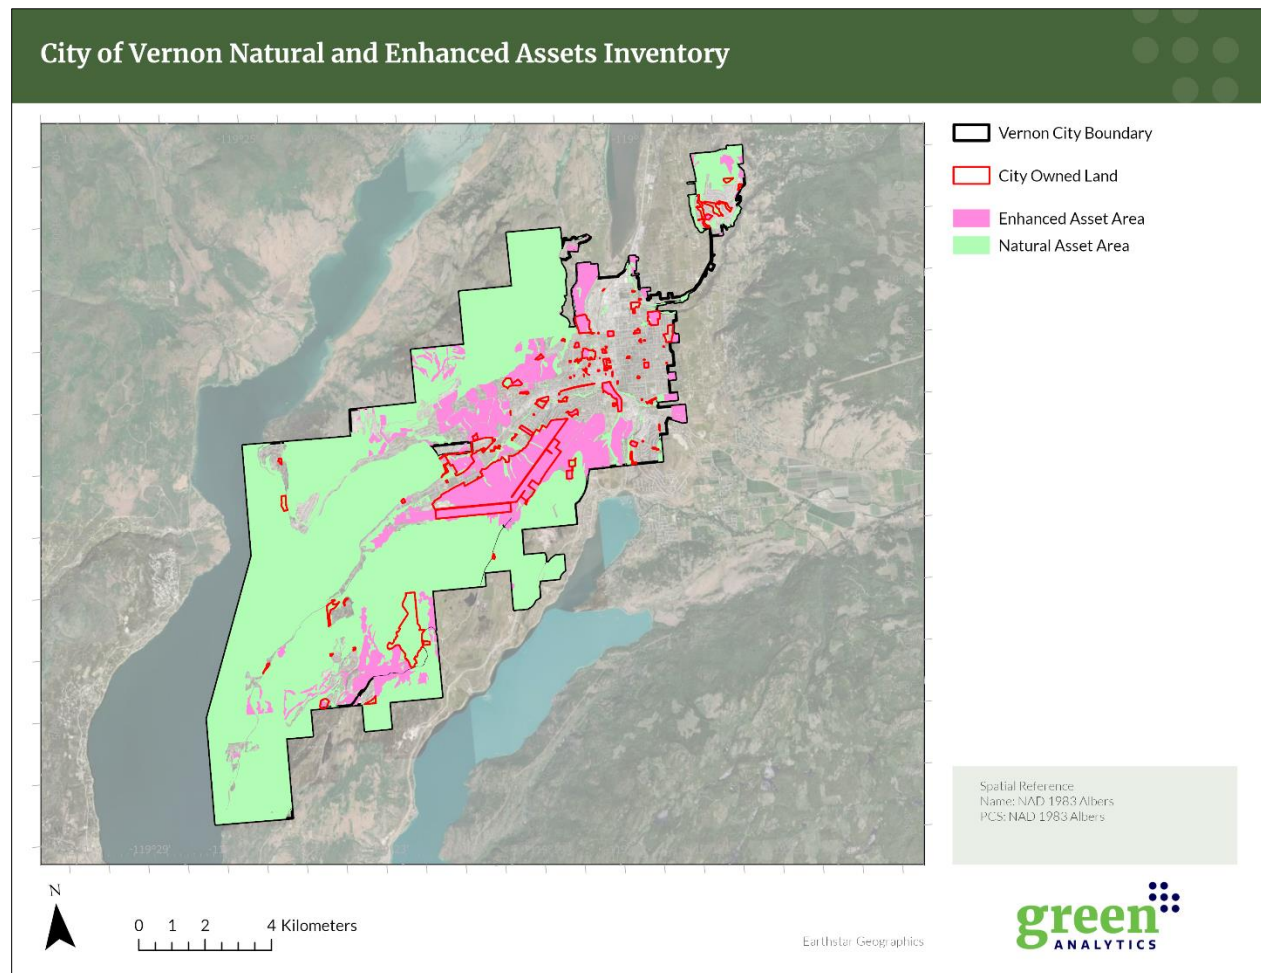 City of Vernon Natural and Enhanced Assets Inventory
Vernon City Boundary
City Owned Land
Enhanced Asset Area
Natural Asset Area
Spatial Reference
Name: NAD 1983 Albers
PCS: NAD 1983 Albers
-119°29'
N
0 1 2 4 Kilometers
Earthstar Geographics
green
ANALYTICS